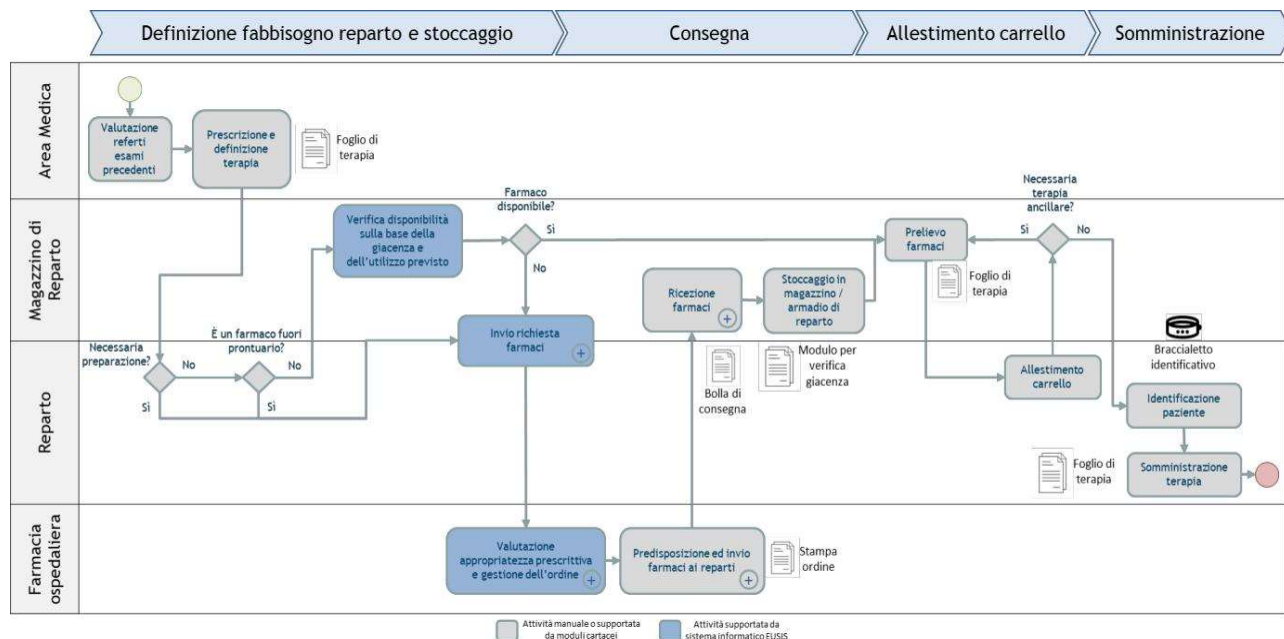 Definizione fabbisogno reparto e stoccaggio
Consegna
Allestimento carrello
Somministrazione
Area Medica
Valutazione
referti
esami
precedenti
Prescrizione e
definizione
terapia
Foglio di
terapia
Magazzino di
Reparto
Verifica disponibilità
sulla base della
giacenza e
dell'utilizzo previsto
Farmaco
disponibile?
Sì
No
Necessaria
terapia
ancillare?
Sì
No
Prelievo
farmaci
Foglio di
terapia
Ricezione
farmaci
Stoccaggio in
magazzino /
armadio di
reparto
Invio richiesta
farmaci
Reparto
Necessaria
preparazione?
No
Sì
È un farmaco fuori
prontuario?
No
Sì
Bolla di
consegna
Modulo per
verifica
giacenza
Allestimento
carrello
Braccialetto
identificativo
Identificazione
paziente
Foglio di
terapia
Somministrazione
terapia
Farmacia
ospedaliera
Valutazione
appropriatezza prescrittiva
e gestione dell'ordine
Predisposizione ed invio
farmaci ai reparti
Stampa
ordine
Attività manuale o supportata
da moduli cartacei
Attività supportata da
sistema informatico EUSIS